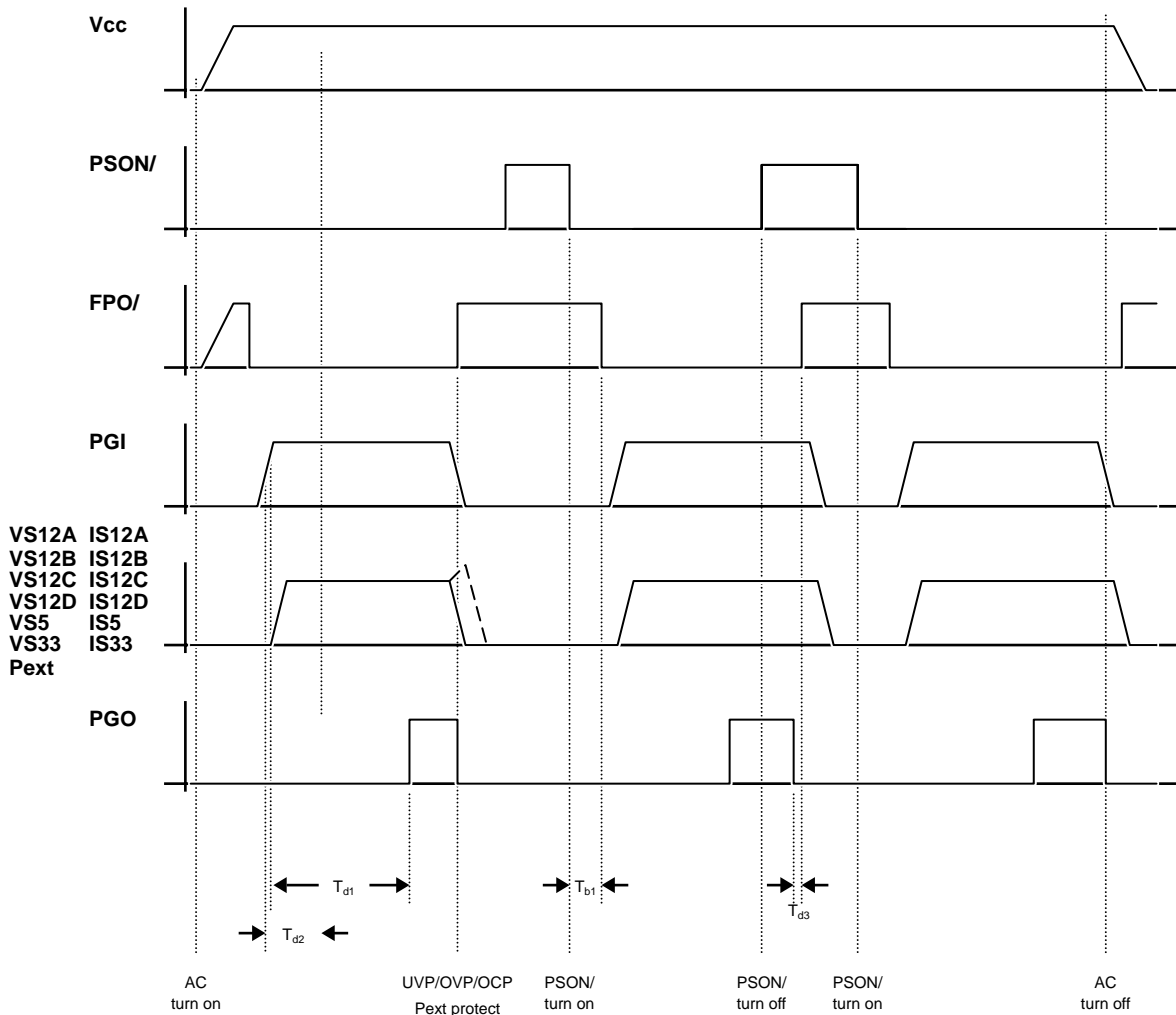 Vcc
PSON/
FPO/
PGI
VS12A IS12A
VS12B IS12B
VS12C IS12C
VS12D IS12D
VS5 IS5
VS33 IS33
Pext
PGO
Td1
Tb1
Td3
Td2
AC
turn on
UVP/OVP/OCP
Pext protect
PSON/
turn on
PSON/
turn off
PSON/
turn on
AC
turn off